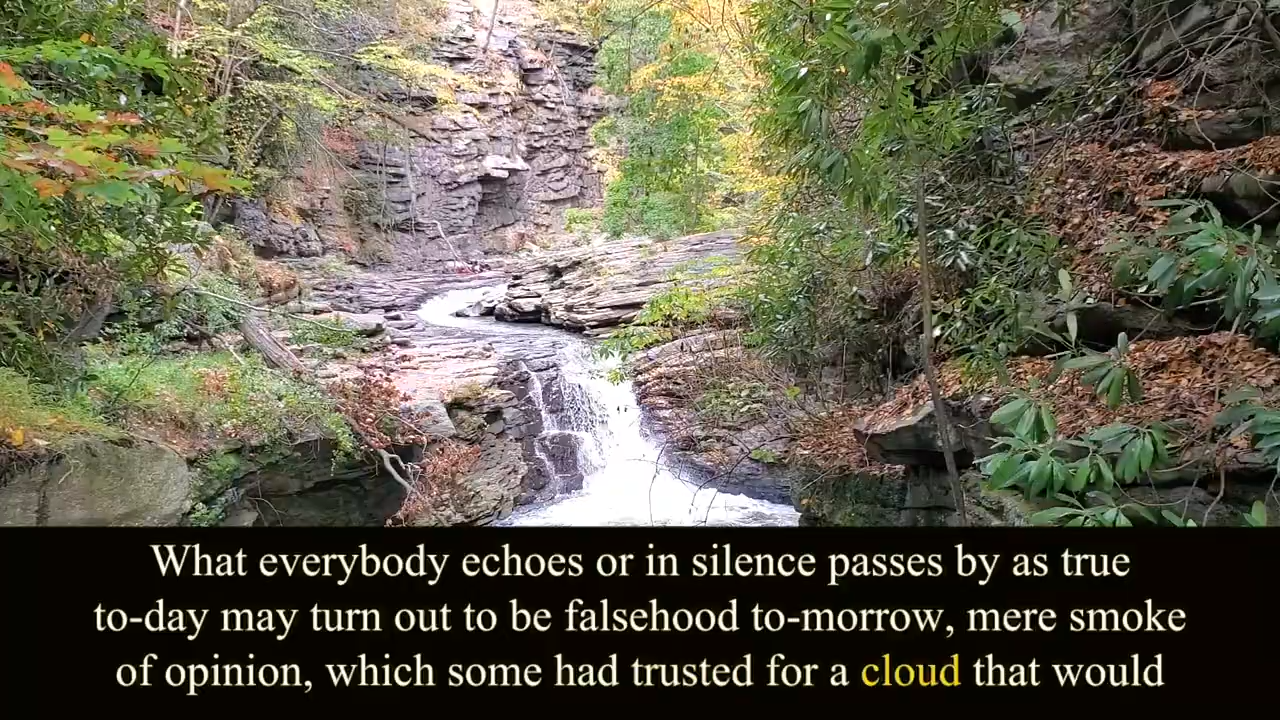 What everybody echoes or in silence passes by as true
to-day may turn out to be falsehood to-morrow, mere smoke
of opinion, which some had trusted for a cloud that would